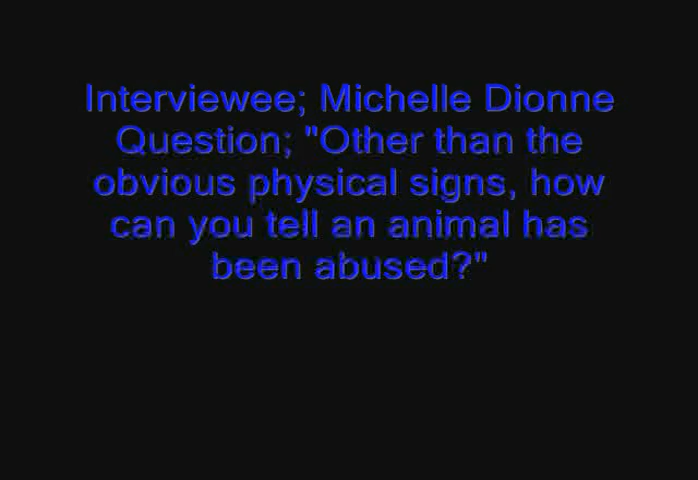 Interviewee; Michelle Dionne
Question; "Other than the
obvious physical signs, how
can you tell an animal has
been abused?"